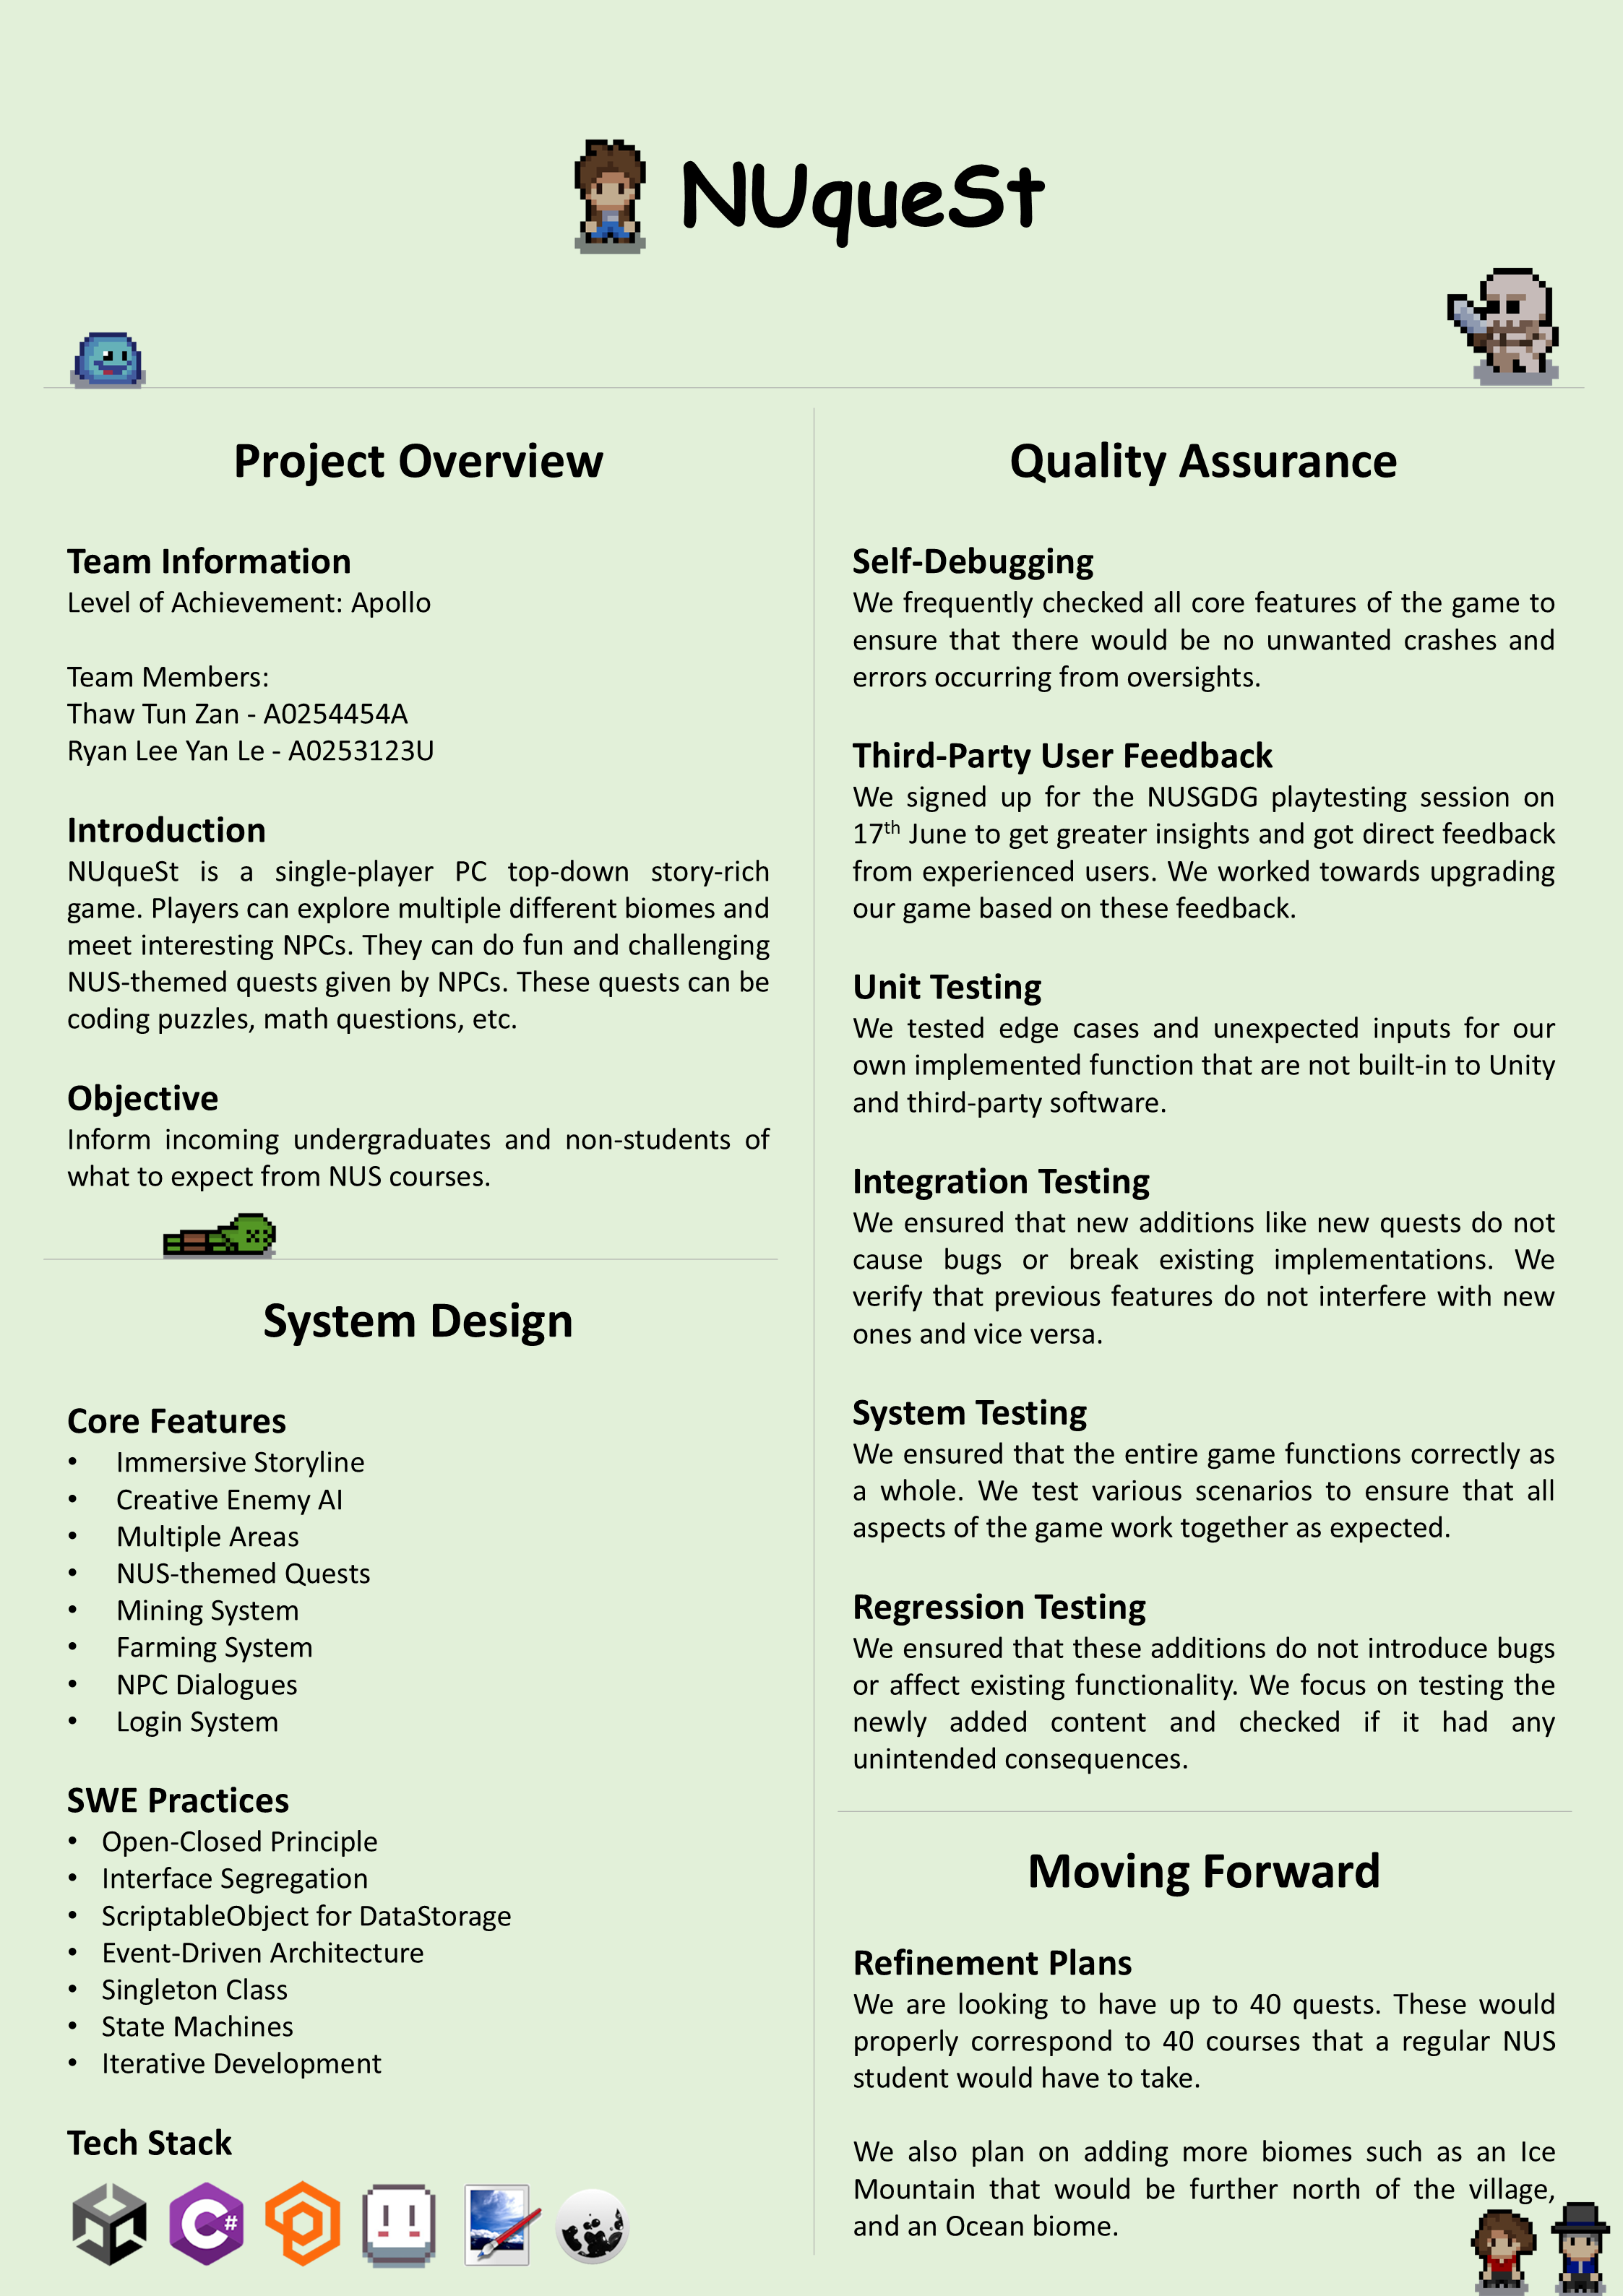 NUqueSt
Project Overview
Team Information
Level of Achievement: Apollo
Team Members:
Thaw Tun Zan - A0254454A
Ryan Lee Yan Le - A0253123U
Introduction
NUqueSt is a single-player PC top-down story-rich
game. Players can explore multiple different biomes and
meet interesting NPCs. They can do fun and challenging
NUS-themed quests given by NPCs. These quests can be
coding puzzles, math questions, etc.
Objective
Inform incoming undergraduates and non-students of
what to expect from NUS courses.
System Design
Core Features
• Immersive Storyline
• Creative Enemy AI
• Multiple Areas
• NUS-themed Quests
• Mining System
• Farming System
• NPC Dialogues
• Login System
SWE Practices
• Open-Closed Principle
• Interface Segregation
• ScriptableObject for DataStorage
• Event-Driven Architecture
• Singleton Class
• State Machines
• Iterative Development
Tech Stack
C#
Quality Assurance
Self-Debugging
We frequently checked all core features of the game to
ensure that there would be no unwanted crashes and
errors occurring from oversights.
Third-Party User Feedback
We signed up for the NUSGDG playtesting session on
17th June to get greater insights and got direct feedback
from experienced users. We worked towards upgrading
our game based on these feedback.
Unit Testing
We tested edge cases and unexpected inputs for our
own implemented function that are not built-in to Unity
and third-party software.
Integration Testing
We ensured that new additions like new quests do not
cause bugs or break existing implementations. We
verify that previous features do not interfere with new
ones and vice versa.
System Testing
We ensured that the entire game functions correctly as
a whole. We test various scenarios to ensure that all
aspects of the game work together as expected.
Regression Testing
We ensured that these additions do not introduce bugs
or affect existing functionality. We focus on testing the
newly added content and checked if it had any
unintended consequences.
Moving Forward
Refinement Plans
We are looking to have up to 40 quests. These would
properly correspond to 40 courses that a regular NUS
student would have to take.
We also plan on adding more biomes such as an Ice
Mountain that would be further north of the village,
and an Ocean biome.